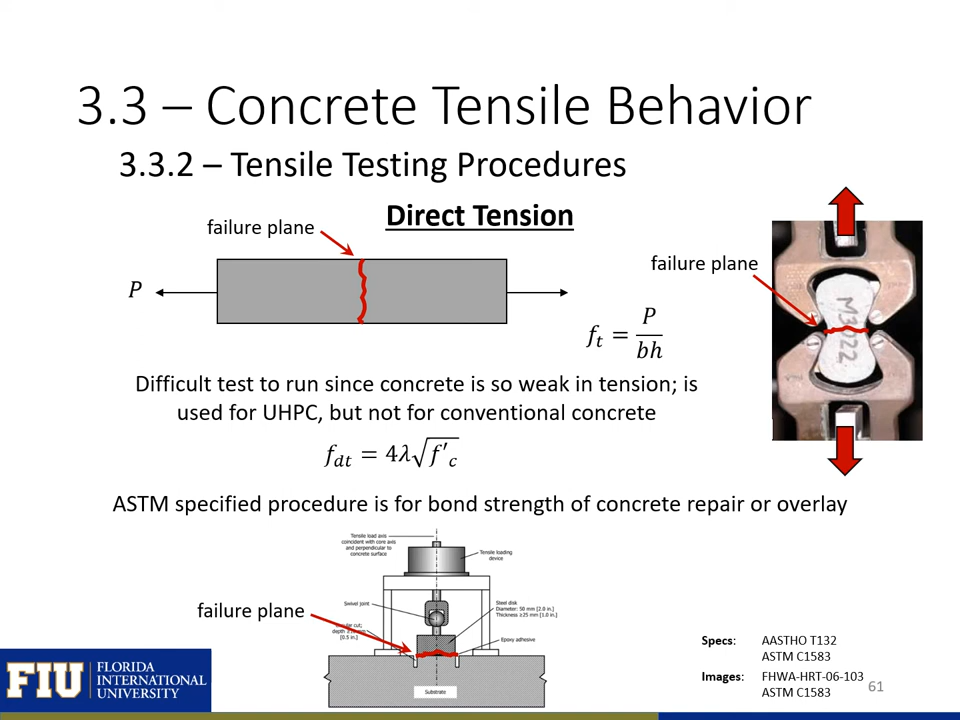 3.3 – Concrete Tensile Behavior
3.3.2 – Tensile Testing Procedures
Direct Tension
failure plane
P
f_t = P/bh
failure plane
M3022
Difficult test to run since concrete is so weak in tension; is
used for UHPC, but not for conventional concrete
f_dt = 4λ√f'_c
ASTM specified procedure is for bond strength of concrete repair or overlay
Tensile load axis
coincident with core axis
and perpendicular to
concrete surface
Tensile loading
device
Swivel joint
Steel disk
Diameter: 50 mm [2.0 in.]
Thickness ≥25 mm [1.0 in.]
failure plane
cut;
depth
[0.5 in.]
Epoxy adhesive
Substrate
Specs: AASTHO T132
ASTM C1583
Images: FHWA-HRT-06-103
ASTM C1583
61
FIU
FLORIDA
INTERNATIONAL
UNIVERSITY